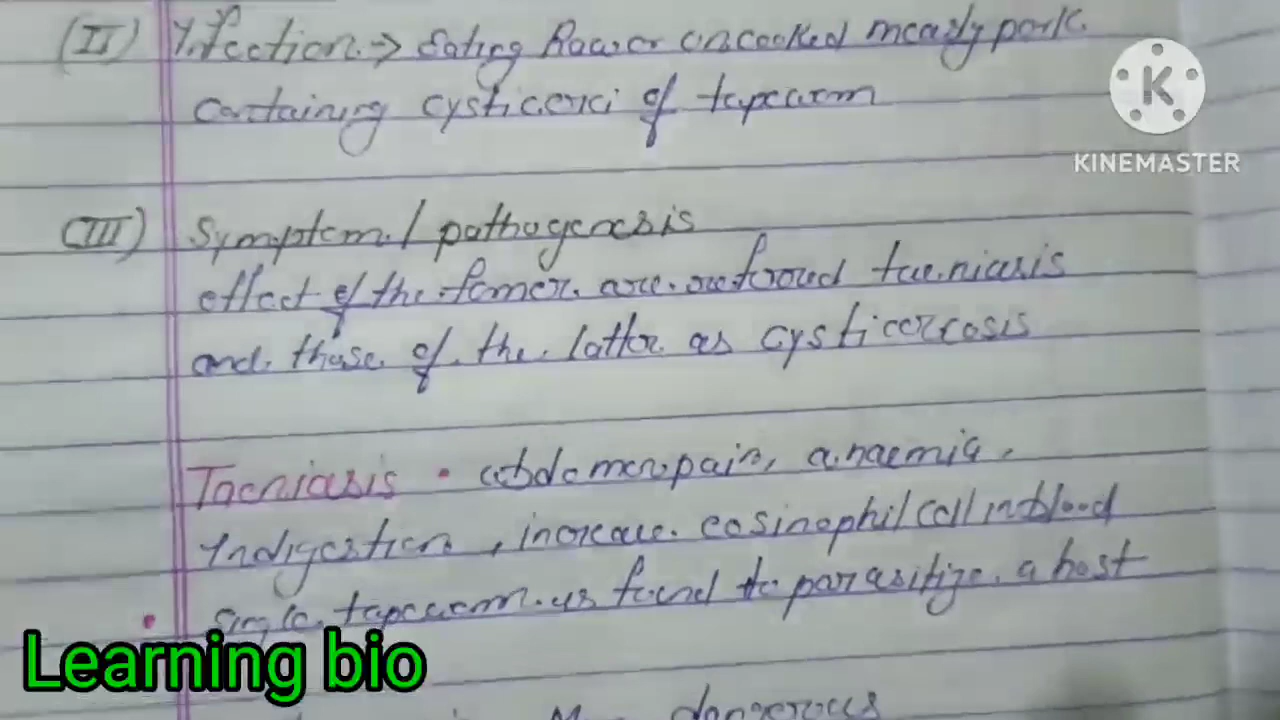 (II) Infection → Eating Raw or uncooked measly pork
containing cysticerci of tapeworm
KINEMASTER
(III) Symptom / pathogenesis
effect of the former are referred taeniasis
and those of the latter as cysticercosis
Taeniasis • abdomen pain, anaemia,
Indigestion, increase eosinophil cell in blood
• single tapeworm is found to parasitize a host
Learning bio
dangerous